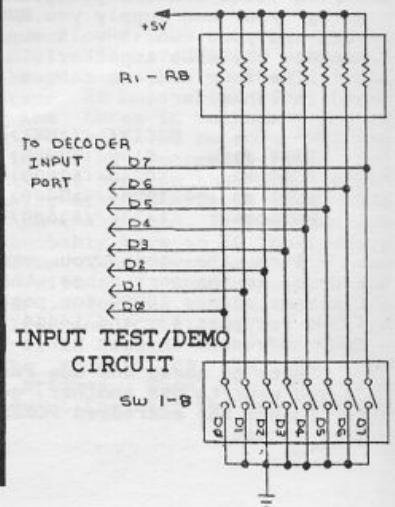 +5V
R1 - R8
TO DECODER
INPUT
PORT
D7
D6
D5
D4
D3
D2
D1
D0
INPUT TEST/DEMO
CIRCUIT
SW 1-8
D0
D1
D2
D3
D4
D5
D6
D7